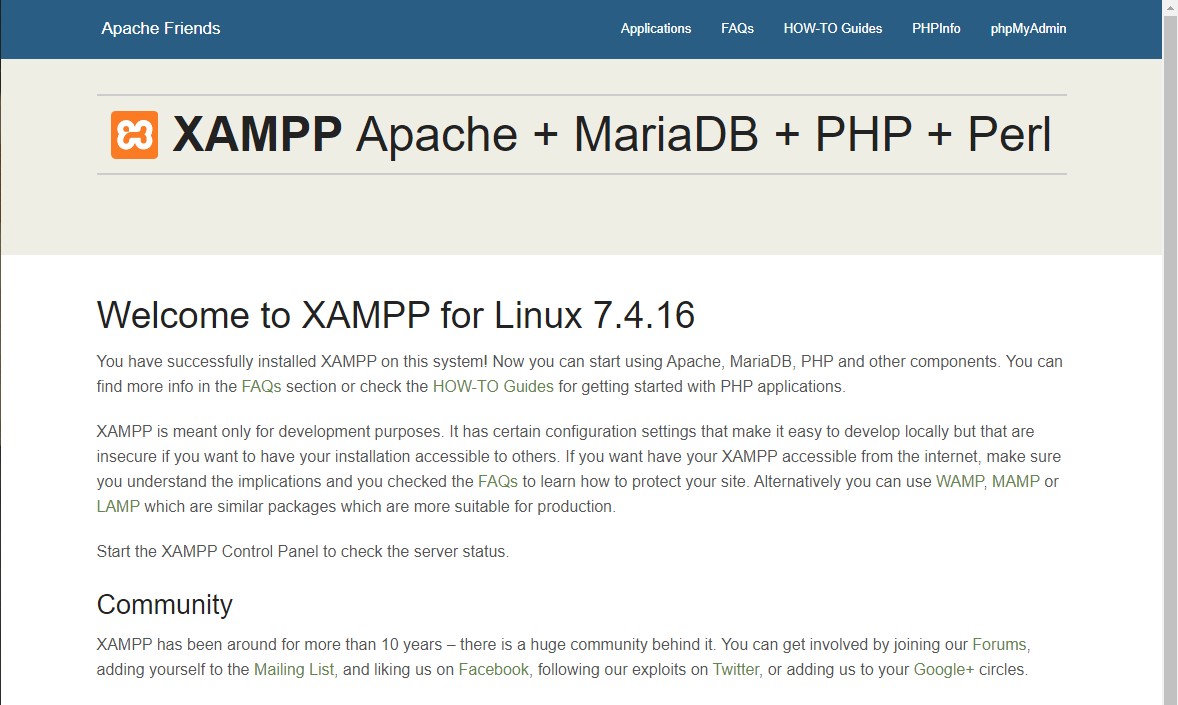 Apache Friends
Applications FAQs HOW-TO Guides PHPInfo phpMyAdmin
XAMPP Apache + MariaDB + PHP + Perl
Welcome to XAMPP for Linux 7.4.16
You have successfully installed XAMPP on this system! Now you can start using Apache, MariaDB, PHP and other components. You can
find more info in the FAQs section or check the HOW-TO Guides for getting started with PHP applications.
XAMPP is meant only for development purposes. It has certain configuration settings that make it easy to develop locally but that are
insecure if you want to have your installation accessible to others. If you want have your XAMPP accessible from the internet, make sure
you understand the implications and you checked the FAQs to learn how to protect your site. Alternatively you can use WAMP, MAMP or
LAMP which are similar packages which are more suitable for production.
Start the XAMPP Control Panel to check the server status.
Community
XAMPP has been around for more than 10 years – there is a huge community behind it. You can get involved by joining our Forums,
adding yourself to the Mailing List, and liking us on Facebook, following our exploits on Twitter, or adding us to your Google+ circles.